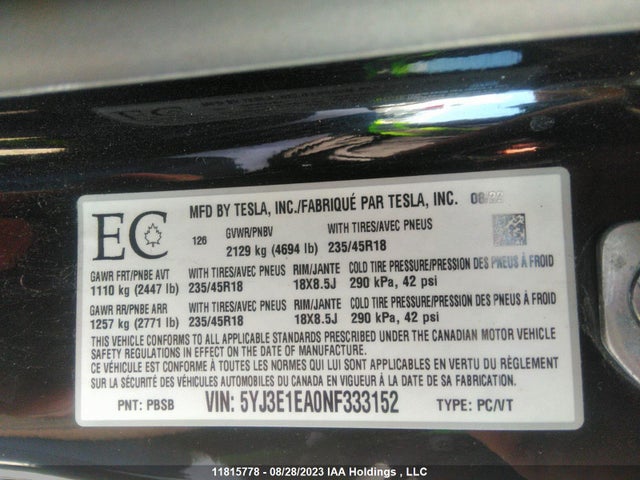 MFD BY TESLA, INC./FABRIQUÉ PAR TESLA, INC.
EC
126
GVWR/PNBV WITH TIRES/AVEC PNEUS
2129 kg (4694 lb) 235/45R18
GAWR FRT/PNBE AVT WITH TIRES/AVEC PNEUS RIM/JANTE COLD TIRE PRESSURE/PRESSION DES PNEUS À FROID
1110 kg (2447 lb) 235/45R18 18X8.5J 290 kPa, 42 psi
GAWR RR/PNBE ARR WITH TIRES/AVEC PNEUS RIM/JANTE COLD TIRE PRESSURE/PRESSION DES PNEUS À FROID
1257 kg (2771 lb) 235/45R18 18X8.5J 290 kPa, 42 psi
THIS VEHICLE CONFORMS TO ALL APPLICABLE STANDARDS PRESCRIBED UNDER THE CANADIAN MOTOR VEHICLE
SAFETY REGULATIONS IN EFFECT ON THE DATE OF MANUFACTURE.
CE VÉHICULE EST CONFORME À TOUTES LES NORMES QUI LUI SONT APPLICABLES EN VERTU DU RÈGLEMENT
SUR LA SÉCURITÉ DES VÉHICULES AUTOMOBILES DU CANADA EN VIGUEUR À LA DATE DE SA FABRICATION.
PNT: PBSB VIN: 5YJ3E1EA0NF333152 TYPE: PC/VT
11815778 - 08/28/2023 IAA Holdings , LLC